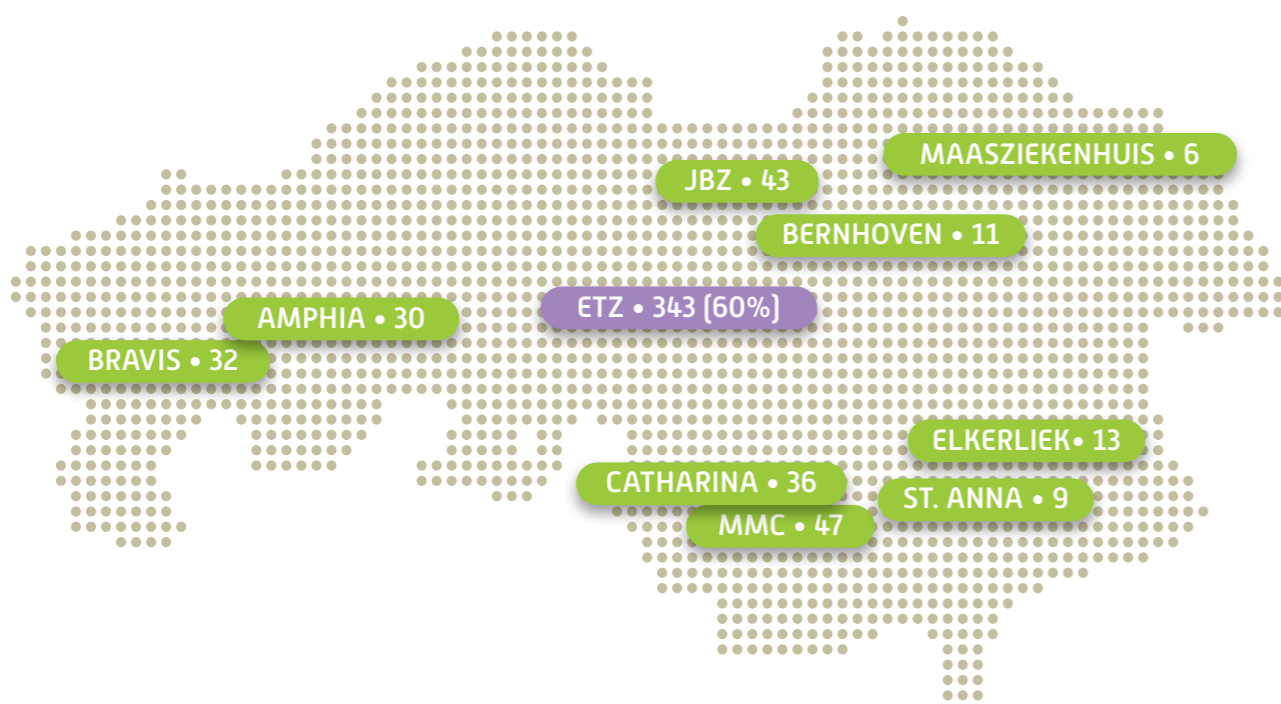 MAASZIEKENHUIS • 6
JBZ • 43
BERNHOVEN • 11
ETZ • 343 (60%)
AMPHIA • 30
BRAVIS • 32
ELKERLIEK• 13
CATHARINA • 36
ST. ANNA • 9
MMC • 47